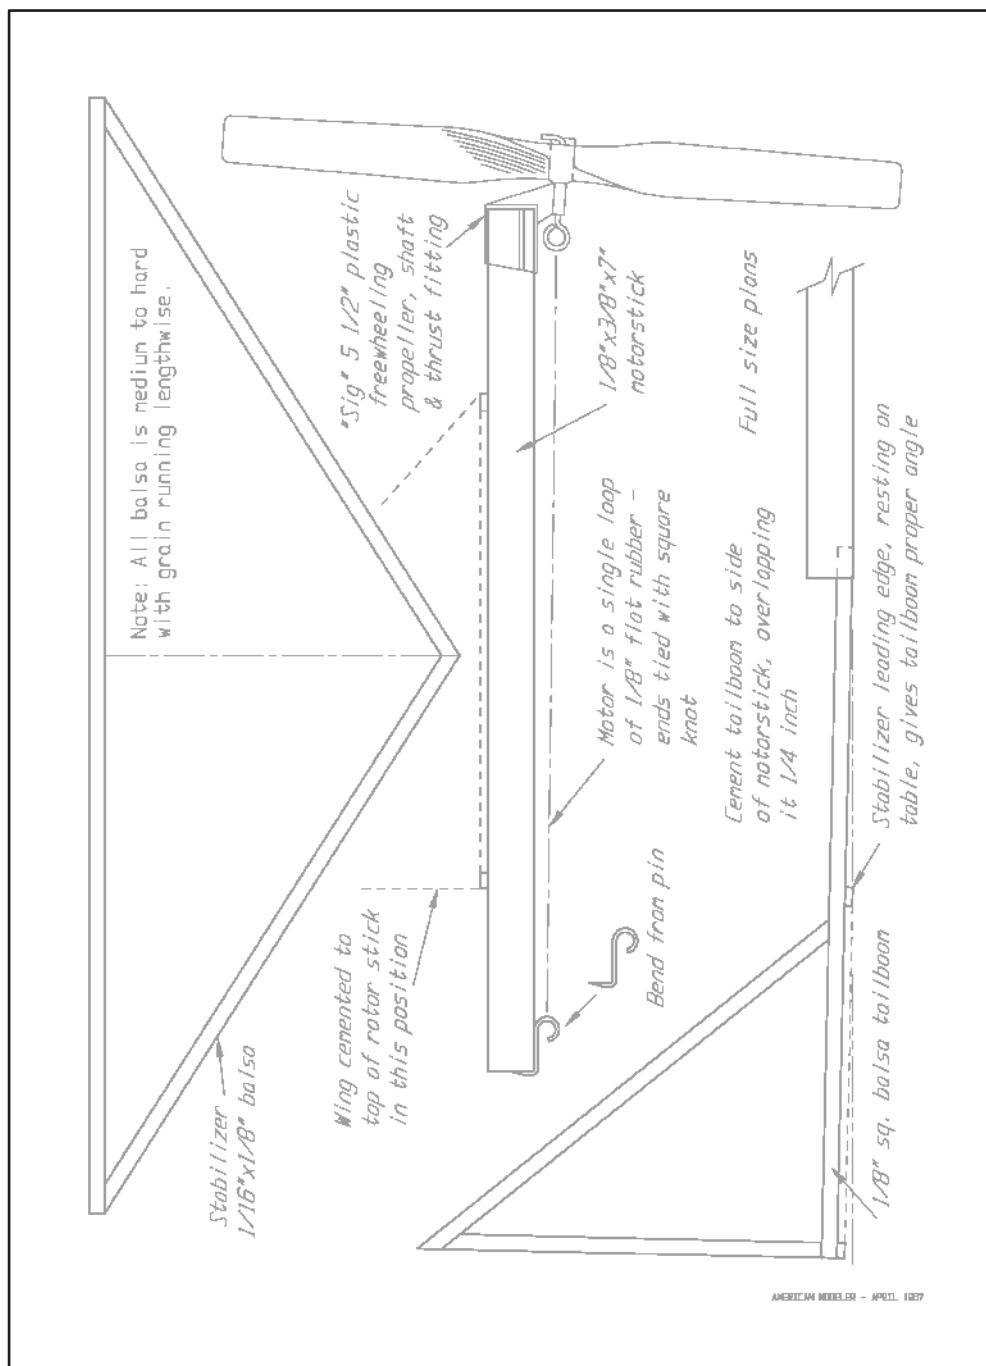 Note: All balsa is medium to hard
with grain running lengthwise.
"Sig" 5 1/2" plastic
freewheeling
propeller, shaft
& thrust fitting
1/8"x3/8"x7"
motorstick
Full size plans
Motor is a single loop
of 1/8" flat rubber -
ends tied with square
knot
Cement tailboom to side
of motorstick, overlapping
it 1/4 inch
Stabilizer leading edge, resting on
table, gives tailboom proper angle
Wing cemented to
top of rotor stick
in this position
Bend from pin
Stabilizer
1/16"x1/8" balsa
1/8" sq. balsa tailboom
AMERICAN MODELER - APRIL